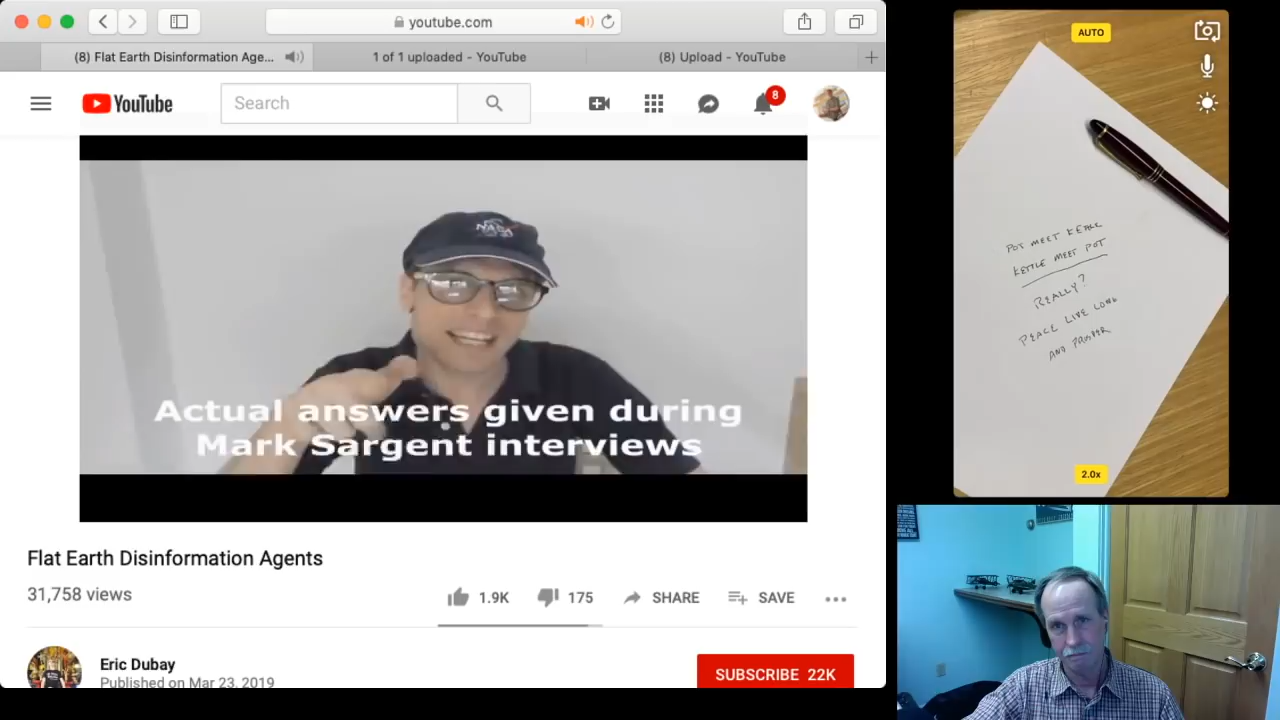 youtube.com
(8) Flat Earth Disinformation Age...
1 of 1 uploaded - YouTube
(8) Upload - YouTube
YouTube
Search
8
NASA
Actual answers given during
Mark Sargent interviews
Flat Earth Disinformation Agents
31,758 views
1.9K
175
SHARE
SAVE
Eric Dubay
Published on Mar 23, 2019
SUBSCRIBE 22K
AUTO
POT MEET KETTLE
KETTLE MEET POT
REALLY?
PEACE LIVE LONG
AND PROSPER
2.0x